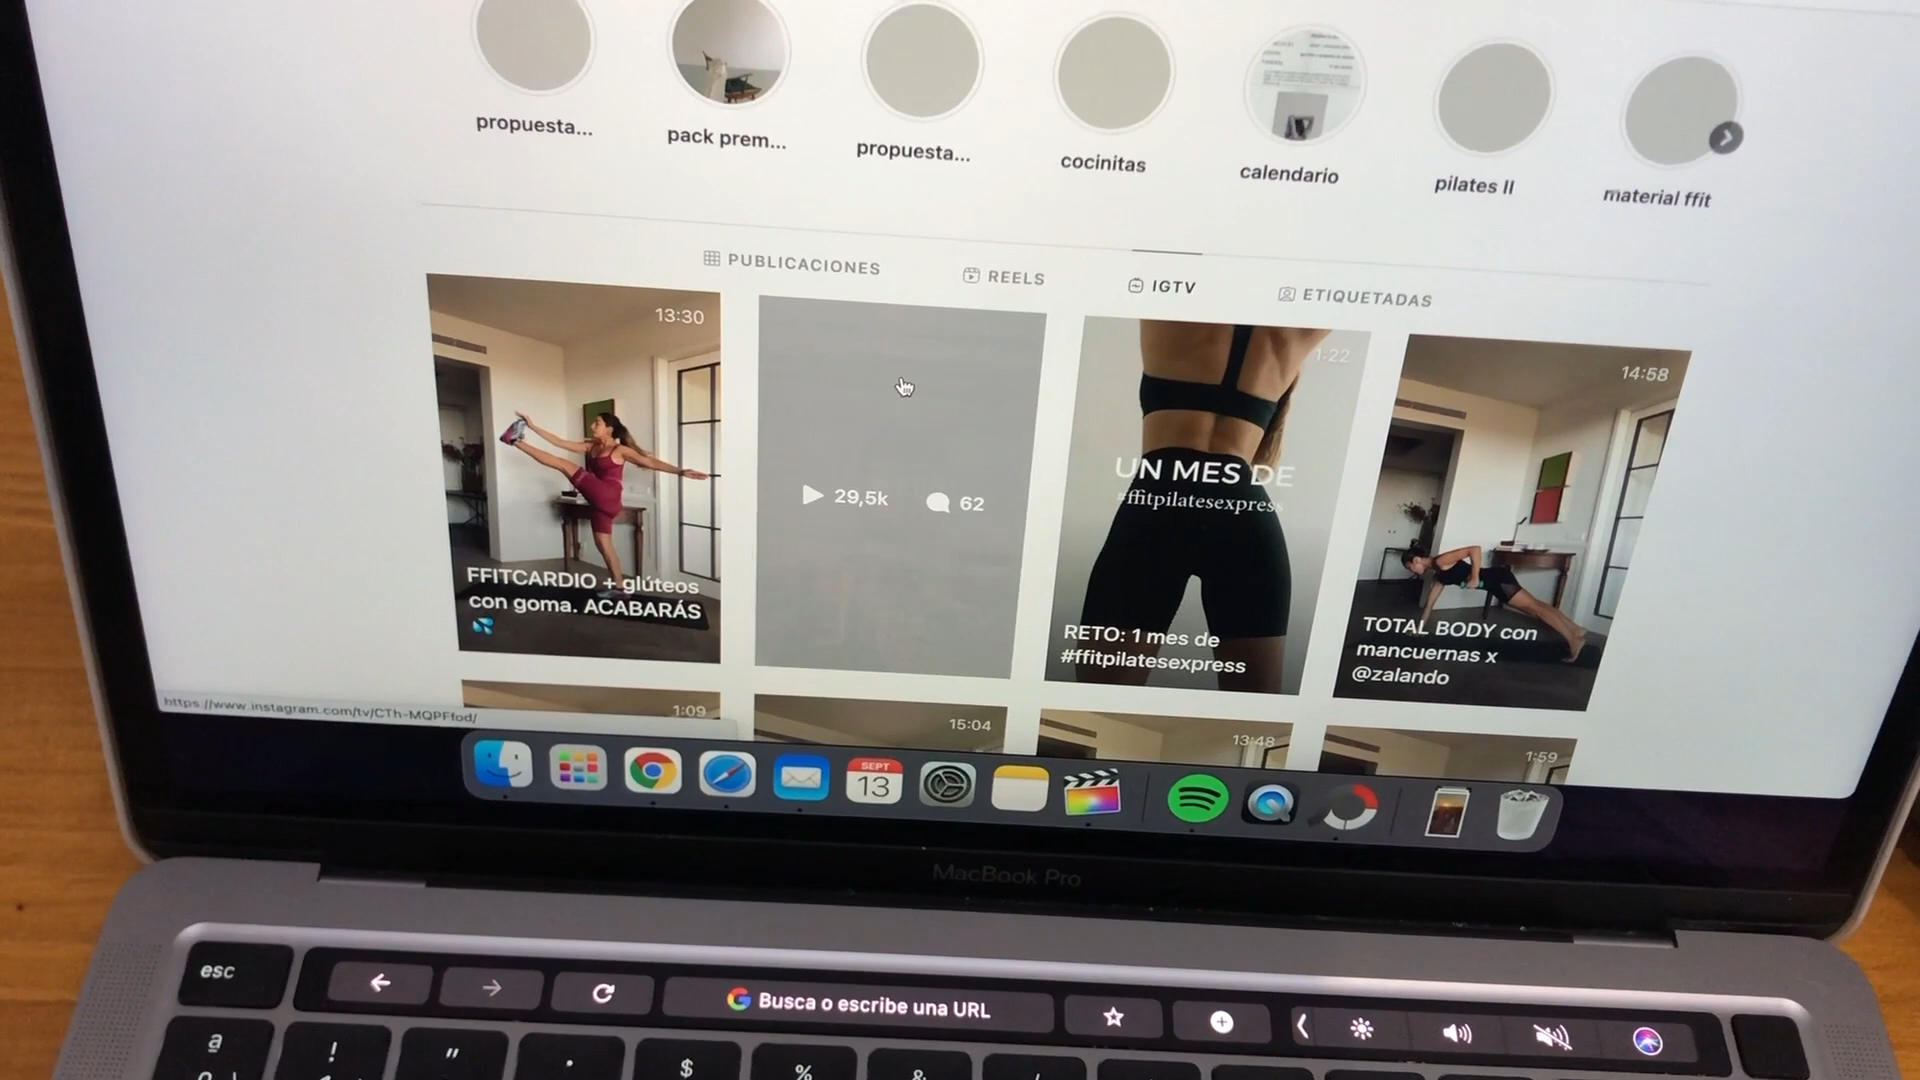 propuesta...
pack prem...
propuesta...
cocinitas
calendario
pilates II
material ffit
PUBLICACIONES
REELS
IGTV
ETIQUETADAS
13:30
FFITCARDIO + glúteos
con goma. ACABARÁS
29,5k
62
1:22
UN MES DE
#ffitpilatesexpress
RETO: 1 mes de
#ffitpilatesexpress
14:58
TOTAL BODY con
mancuernas x
@zalando
1:09
15:04
13:48
1:59
https://www.instagram.com/tv/CTh-MQPFfod/
SEPT
13
MacBook Pro
esc
Busca o escribe una URL
ª
!
"
·
$
%
&
/